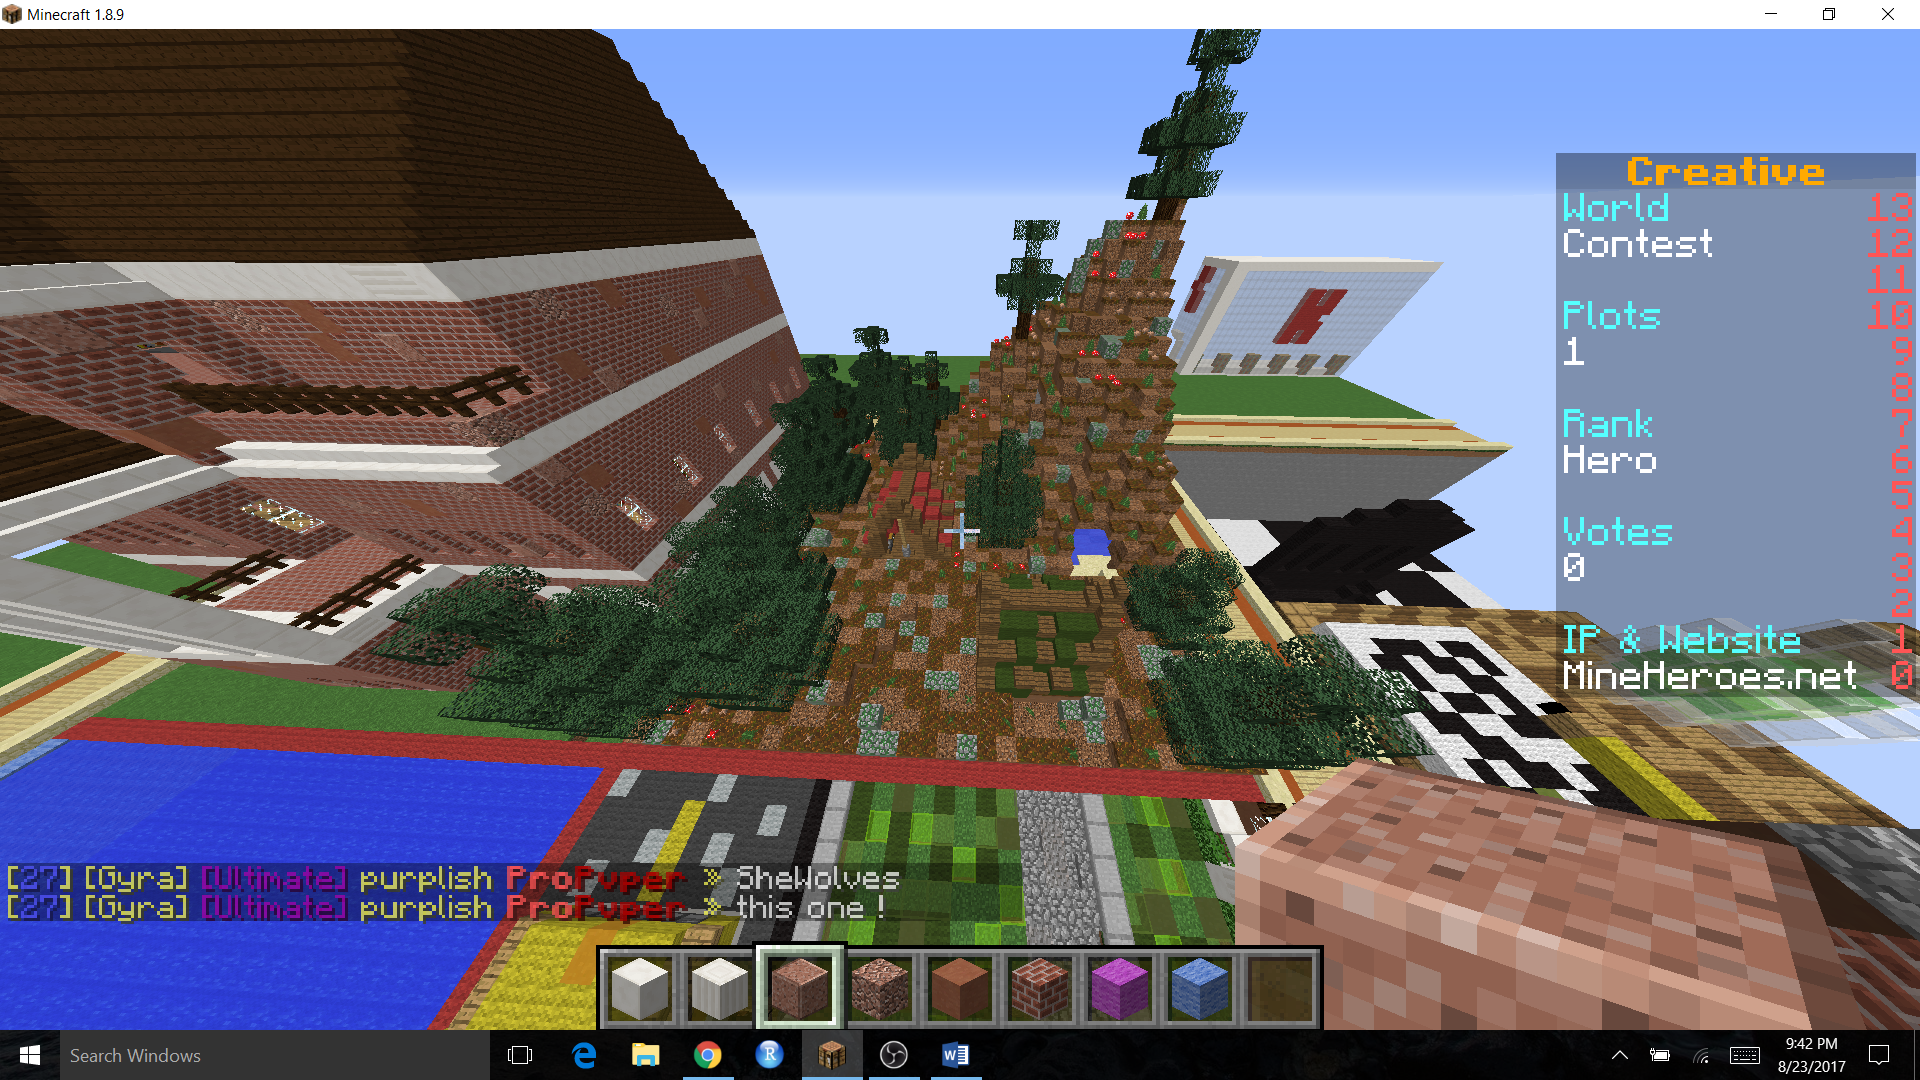 Minecraft 1.8.9
Creative
World 13
Contest 12
11
Plots 10
1 9
8
Rank 7
Hero 6
5
Votes 4
0 3
2
IP & Website 1
MineHeroes.net 0
[27] [Gyra] [Ultimate] purplish ProPvper » SheWolves
[27] [Gyra] [Ultimate] purplish ProPvper » this one !
Search Windows
9:42 PM
8/23/2017